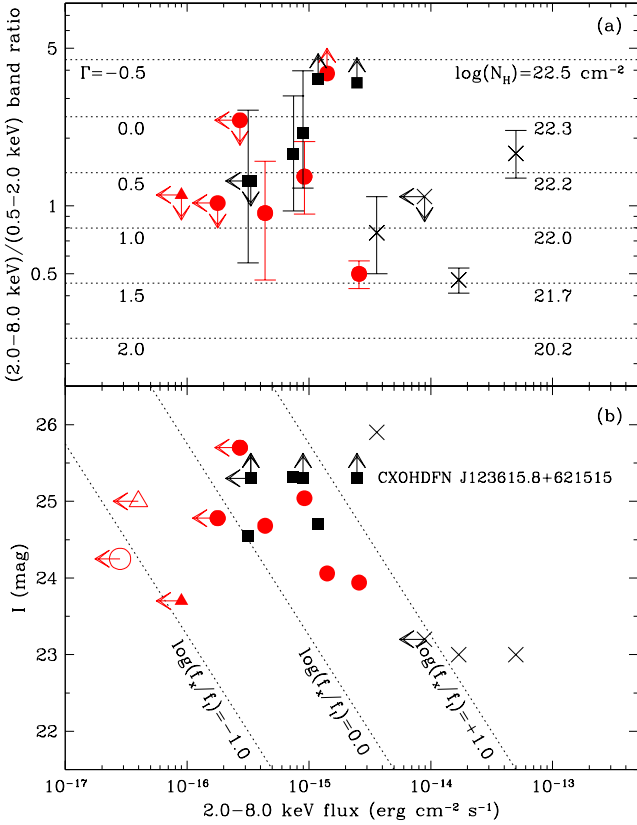 (a)
5
Γ=−0.5 log(N_H)=22.5 cm⁻²
0.0 22.3
0.5 22.2
1
1.0 22.0
0.5
1.5 21.7
2.0 20.2
(2.0−8.0 keV)/(0.5−2.0 keV) band ratio
(b)
26
CXOHDFN J123615.8+621515
25
24
23
22
I (mag)
log(f_x/f_I)=−1.0
log(f_x/f_I)=0.0
log(f_x/f_I)=+1.0
10⁻¹⁷ 10⁻¹⁶ 10⁻¹⁵ 10⁻¹⁴ 10⁻¹³
2.0−8.0 keV flux (erg cm⁻² s⁻¹)